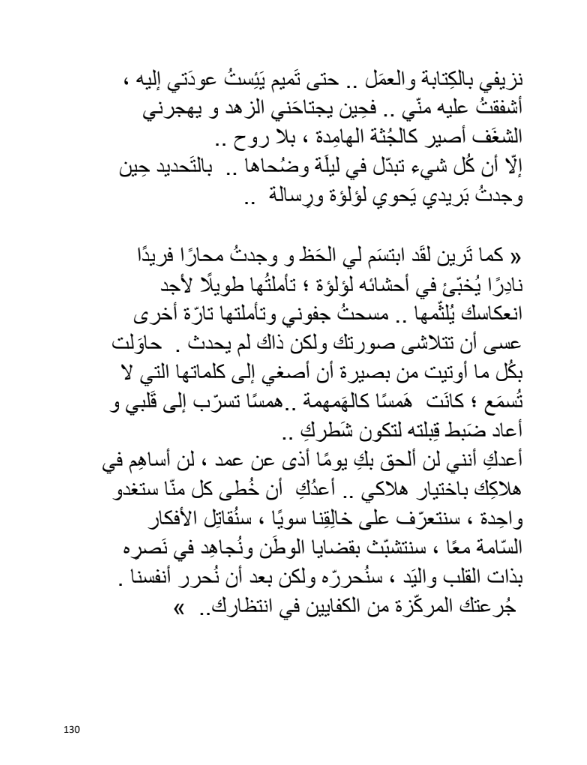 نزيفي بالكِتابة والعمَل .. حتى تَميم يَئِستُ عودَتي إليه ،
أشفقتُ عليه منّي .. فحِين يجتاحَني الزهد و يهجرني
الشغَف أصير كالجُثة الهامِدة ، بلا روح ..
إلّا أن كُل شيء تبدّل في ليلَة وضُحاها .. بالتَحديد حِين
وجدتُ بَريدي يَحوي لؤلؤة ورِسالة ..
« كما تَرين لقَد ابتسَم لي الحَظ و وجدتُ محارًا فريدًا
نادِرًا يُخبّئ في أحشائه لؤلؤة ؛ تأملتُها طويلًا لأجد
انعكاسك يُلثّمها .. مسحتُ جفوني وتأملتها تارّة أخرى
عسى أن تتلاشى صورتك ولكن ذاك لم يحدث . حاوَلت
بكُل ما أوتيت من بصيرة أن أصغي إلى كلماتها التي لا
تُسمَع ؛ كانَت هَمسًا كالهَمهمة ..همسًا تسرّب إلى قَلبي و
أعاد ضَبط قِبلته لتكون شَطركِ ..
أعدكِ أنني لن ألحق بكِ يومًا أذى عن عمد ، لن أساهِم في
هلاكِك باختيار هلاكي .. أعدُكِ أن خُطى كل منّا ستغدو
واحِدة ، سنتعرّف على خالِقِنا سويًا ، سنُقاتِل الأفكار
السّامة معًا ، سنتشبّث بقضايا الوطَن ونُجاهِد في نَصرِه
بذات القلب واليَد ، سنُحررّه ولكن بعد أن نُحرر أنفسنا .
جُرعتك المركّزة من الكفايين في انتظارك.. »
130